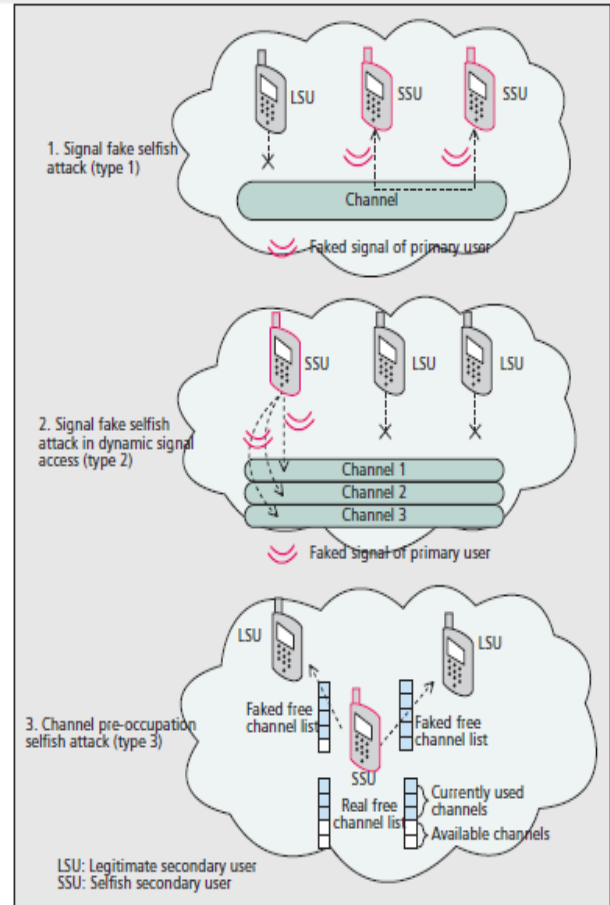 LSU
SSU
SSU
1. Signal fake selfish
attack (type 1)
Channel
Faked signal of primary user
SSU
LSU
LSU
2. Signal fake selfish
attack in dynamic signal
access (type 2)
Channel 1
Channel 2
Channel 3
Faked signal of primary user
LSU
LSU
Faked free
channel list
Faked free
channel list
3. Channel pre-occupation
selfish attack (type 3)
SSU
Real free
channel list
Currently used
channels
Available channels
LSU: Legitimate secondary user
SSU: Selfish secondary user